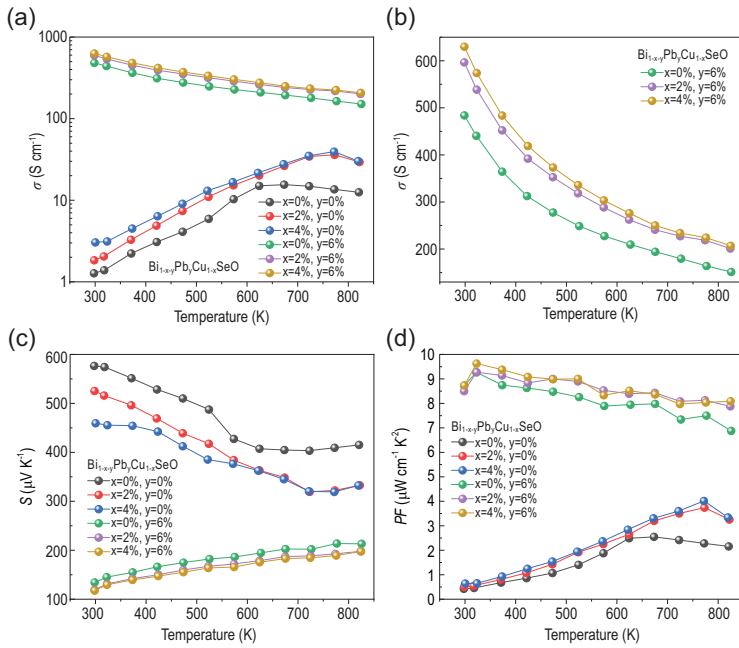 (a)
1000
100
10
1
σ (S cm⁻¹)
Bi₁₋ₓ₋yPbyCu₁₋ₓSeO
x=0%, y=0%
x=2%, y=0%
x=4%, y=0%
x=0%, y=6%
x=2%, y=6%
x=4%, y=6%
300 400 500 600 700 800
Temperature (K)
(b)
600
500
400
300
200
σ (S cm⁻¹)
Bi₁₋ₓ₋yPbyCu₁₋ₓSeO
x=0%, y=6%
x=2%, y=6%
x=4%, y=6%
300 400 500 600 700 800
Temperature (K)
(c)
600
500
400
300
200
100
S (μV K⁻¹)
Bi₁₋ₓ₋yPbyCu₁₋ₓSeO
x=0%, y=0%
x=2%, y=0%
x=4%, y=0%
x=0%, y=6%
x=2%, y=6%
x=4%, y=6%
300 400 500 600 700 800
Temperature (K)
(d)
10
9
8
7
6
5
4
3
2
1
0
PF (μW cm⁻¹ K⁻²)
Bi₁₋ₓ₋yPbyCu₁₋ₓSeO
x=0%, y=0%
x=2%, y=0%
x=4%, y=0%
x=0%, y=6%
x=2%, y=6%
x=4%, y=6%
300 400 500 600 700 800
Temperature (K)